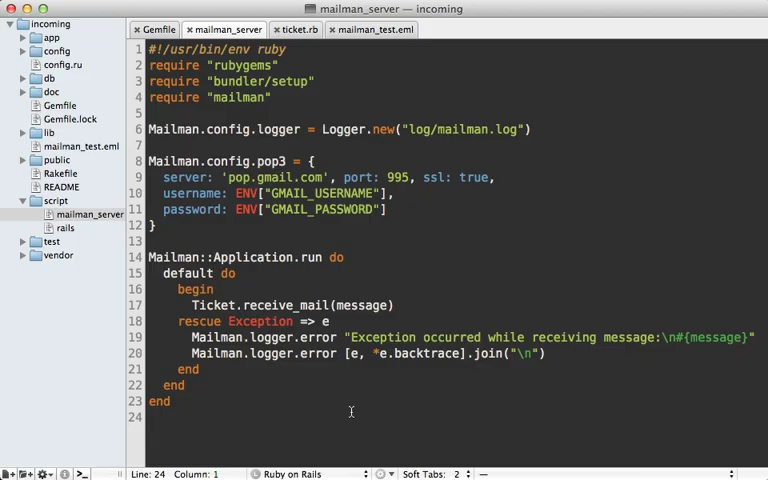 mailman_server — incoming
incoming
app
config
config.ru
db
doc
Gemfile
Gemfile.lock
lib
mailman_test.eml
public
Rakefile
README
script
mailman_server
rails
test
vendor
Gemfile
mailman_server
ticket.rb
mailman_test.eml
1 #!/usr/bin/env ruby
2 require "rubygems"
3 require "bundler/setup"
4 require "mailman"
5
6 Mailman.config.logger = Logger.new("log/mailman.log")
7
8 Mailman.config.pop3 = {
9 server: 'pop.gmail.com', port: 995, ssl: true,
10 username: ENV["GMAIL_USERNAME"],
11 password: ENV["GMAIL_PASSWORD"]
12 }
13
14 Mailman::Application.run do
15 default do
16 begin
17 Ticket.receive_mail(message)
18 rescue Exception => e
19 Mailman.logger.error "Exception occurred while receiving message:\n#{message}"
20 Mailman.logger.error [e, *e.backtrace].join("\n")
21 end
22 end
23 end
24
Line: 24 Column: 1 Ruby on Rails Soft Tabs: 2 —